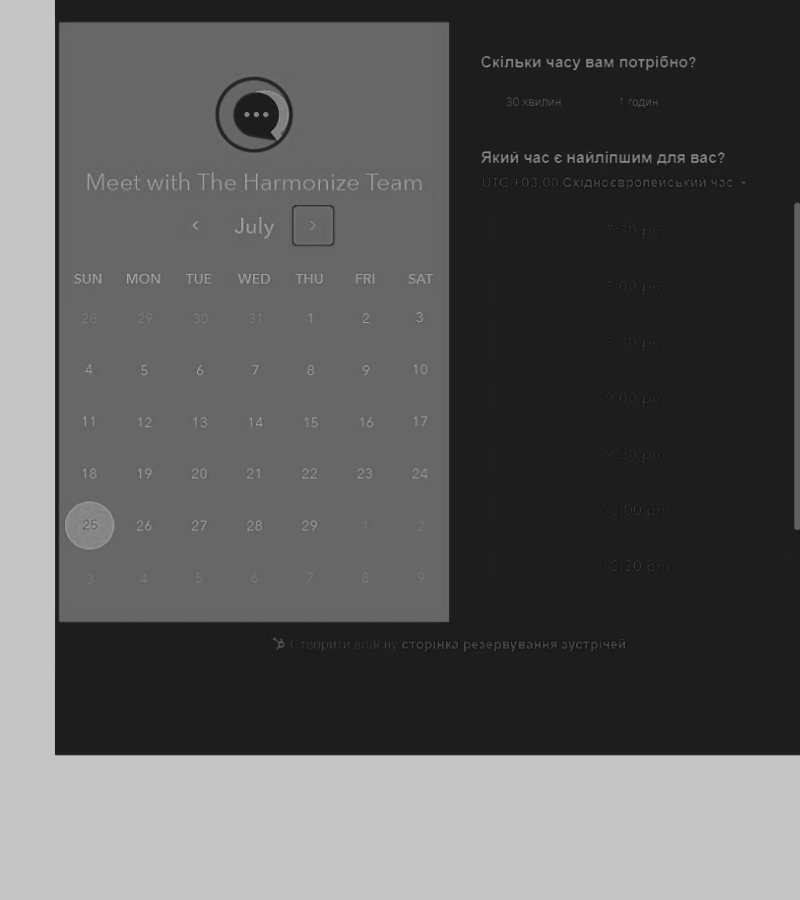 Meet with The Harmonize Team
July
SUN MON TUE WED THU FRI SAT
28 29 30 31 1 2 3
4 5 6 7 8 9 10
11 12 13 14 15 16 17
18 19 20 21 22 23 24
25 26 27 28 29 1 2
3 4 5 6 7 8 9
Скільки часу вам потрібно?
30 хвилин 1 годин
Який час є найліпшим для вас?
UTC +03:00 Східноєвропейський час
7:30 pm
8:00 pm
8:30 pm
9:00 pm
9:30 pm
10:00 pm
10:30 pm
Створити власну сторінка резервування зустрічей